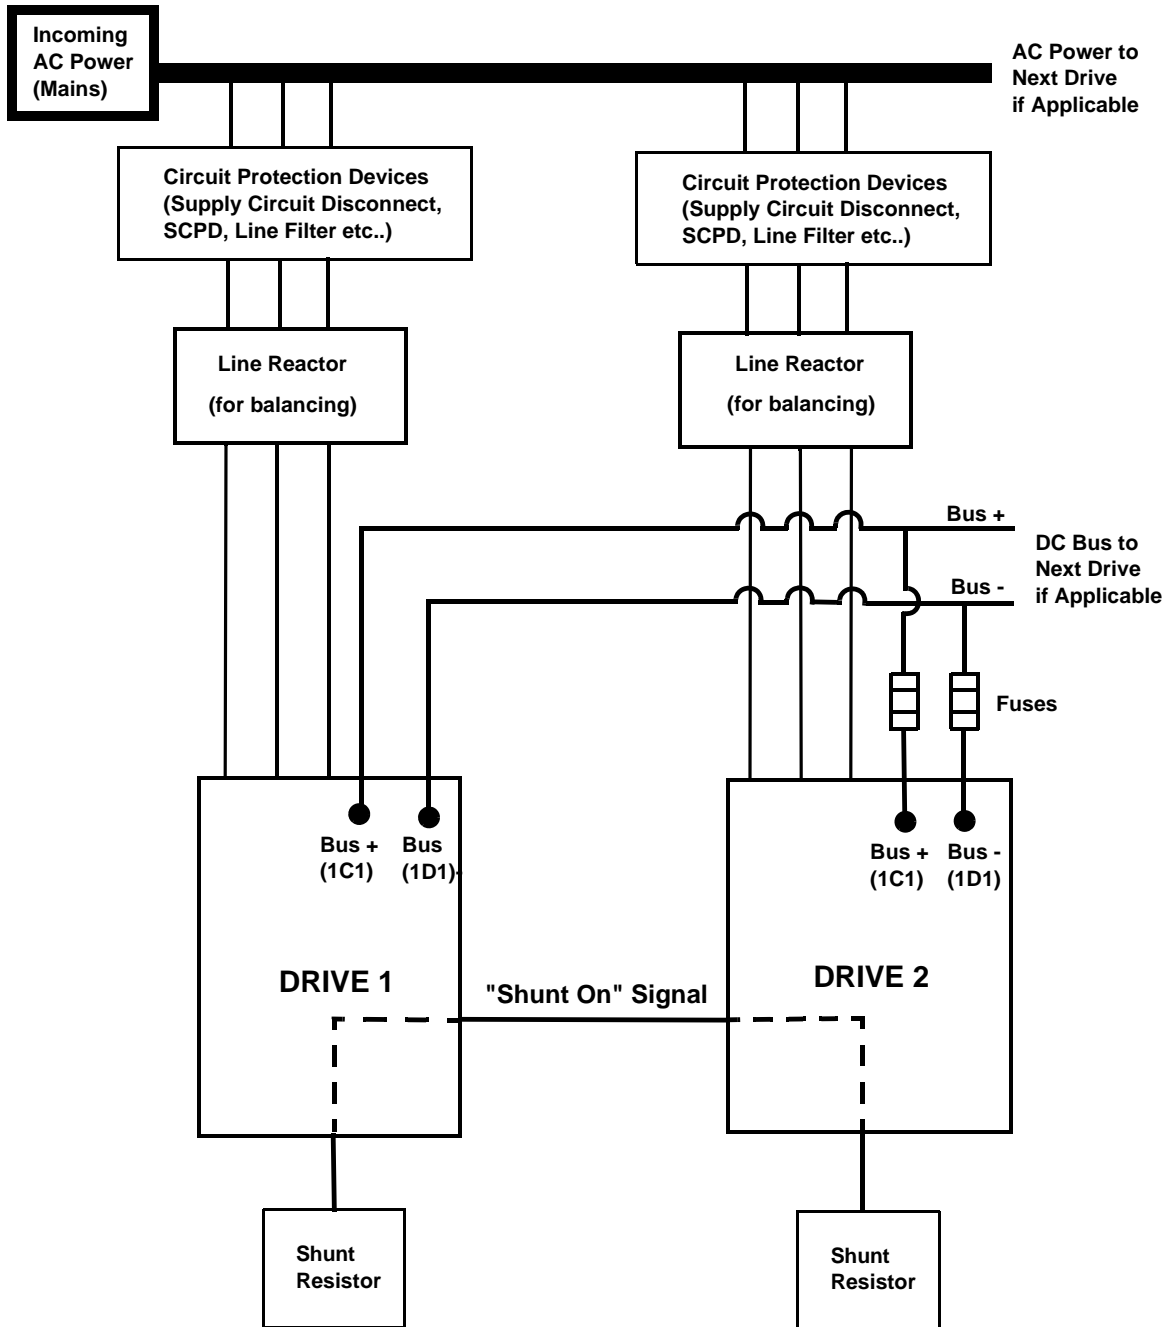 Incoming
AC Power
(Mains)
AC Power to
Next Drive
if Applicable
Circuit Protection Devices
(Supply Circuit Disconnect,
SCPD, Line Filter etc..)
Circuit Protection Devices
(Supply Circuit Disconnect,
SCPD, Line Filter etc..)
Line Reactor
(for balancing)
Line Reactor
(for balancing)
Bus +
DC Bus to
Next Drive
if Applicable
Bus -
Fuses
Bus +
(1C1)
Bus
(1D1)-
Bus +
(1C1)
Bus -
(1D1)
DRIVE 1
"Shunt On" Signal
DRIVE 2
Shunt
Resistor
Shunt
Resistor